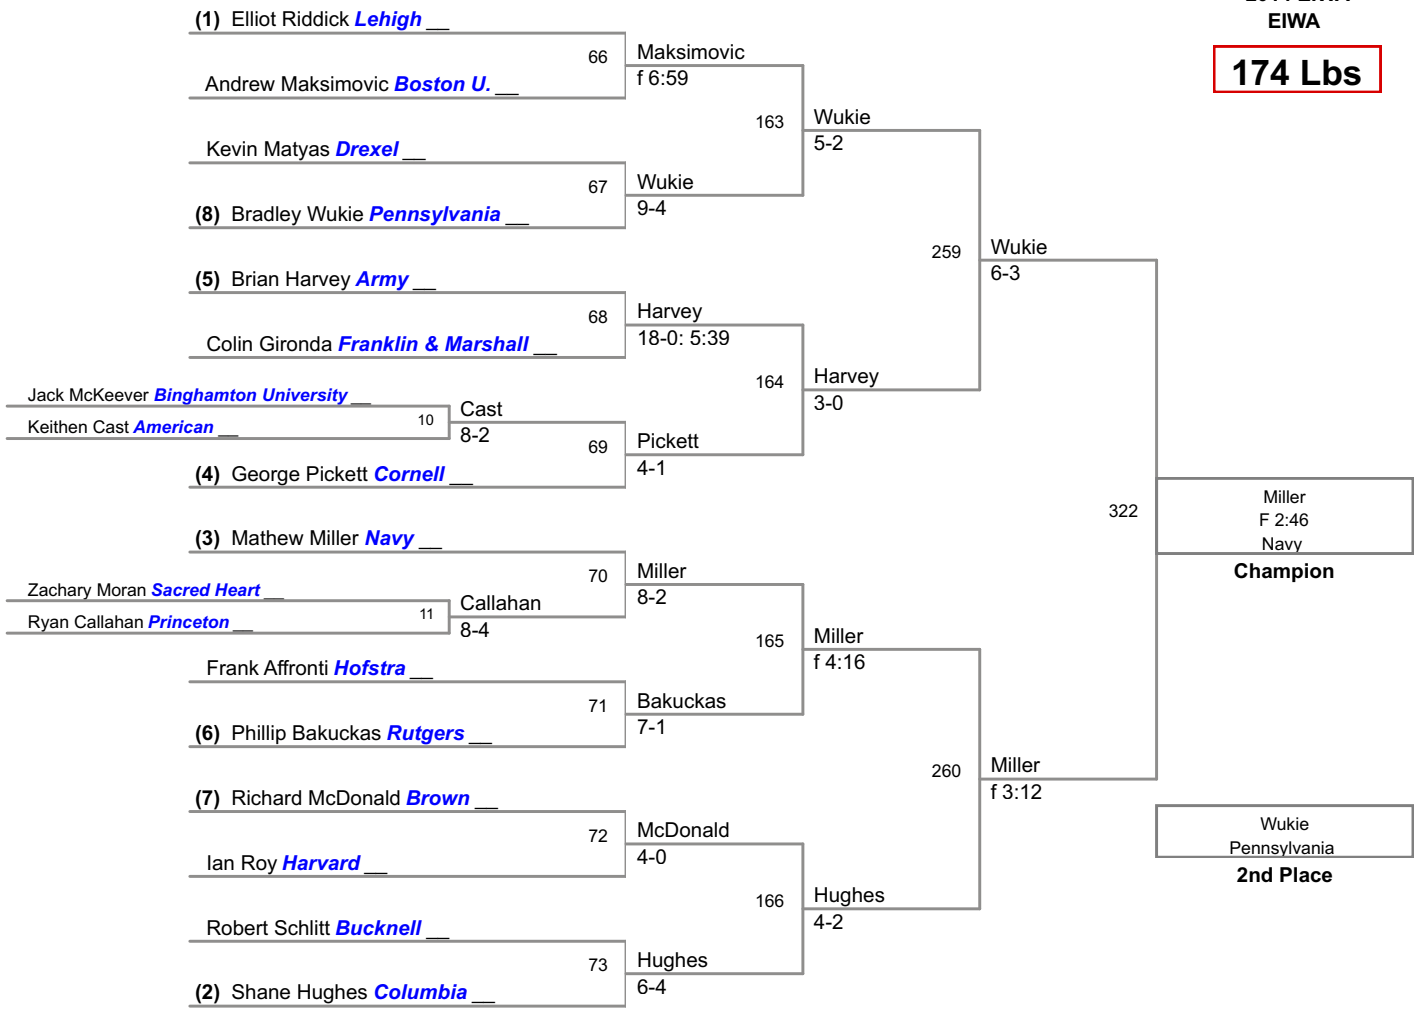 EIWA
174 Lbs
(1) Elliot Riddick Lehigh __
66
Maksimovic
f 6:59
Andrew Maksimovic Boston U. __
163
Wukie
5-2
Kevin Matyas Drexel __
67
Wukie
9-4
(8) Bradley Wukie Pennsylvania __
259
Wukie
6-3
(5) Brian Harvey Army __
68
Harvey
18-0: 5:39
Colin Gironda Franklin & Marshall __
164
Harvey
3-0
Jack McKeever Binghamton University __
10
Cast
8-2
Keithen Cast American __
69
Pickett
4-1
(4) George Pickett Cornell __
322
Miller
F 2:46
Navy
Champion
(3) Mathew Miller Navy __
70
Miller
8-2
Zachary Moran Sacred Heart __
11
Callahan
8-4
Ryan Callahan Princeton __
165
Miller
f 4:16
Frank Affronti Hofstra __
71
Bakuckas
7-1
(6) Phillip Bakuckas Rutgers __
260
Miller
f 3:12
(7) Richard McDonald Brown __
72
McDonald
4-0
Ian Roy Harvard __
Wukie
Pennsylvania
2nd Place
166
Hughes
4-2
Robert Schlitt Bucknell __
73
Hughes
6-4
(2) Shane Hughes Columbia __